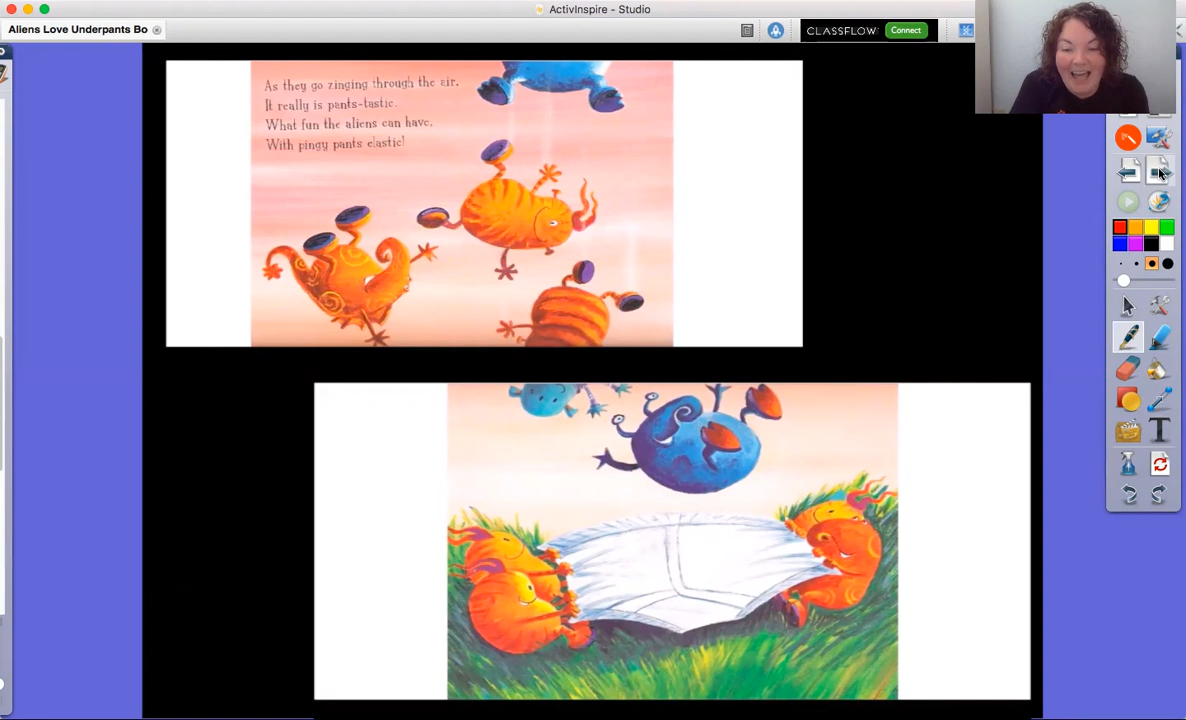 ActivInspire - Studio
Aliens Love Underpants Bo
CLASSFLOW Connect
As they go zinging through the air.
It really is pants-tastic.
What fun the aliens can have,
With pingy pants elastic!
T